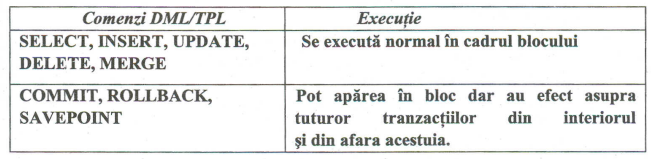 Comenzi DML/TPL
Execuție
SELECT, INSERT, UPDATE,
DELETE, MERGE
Se execută normal în cadrul blocului
COMMIT, ROLLBACK,
SAVEPOINT
Pot apărea în bloc dar au efect asupra
tuturor tranzacțiilor din interiorul
și din afara acestuia.